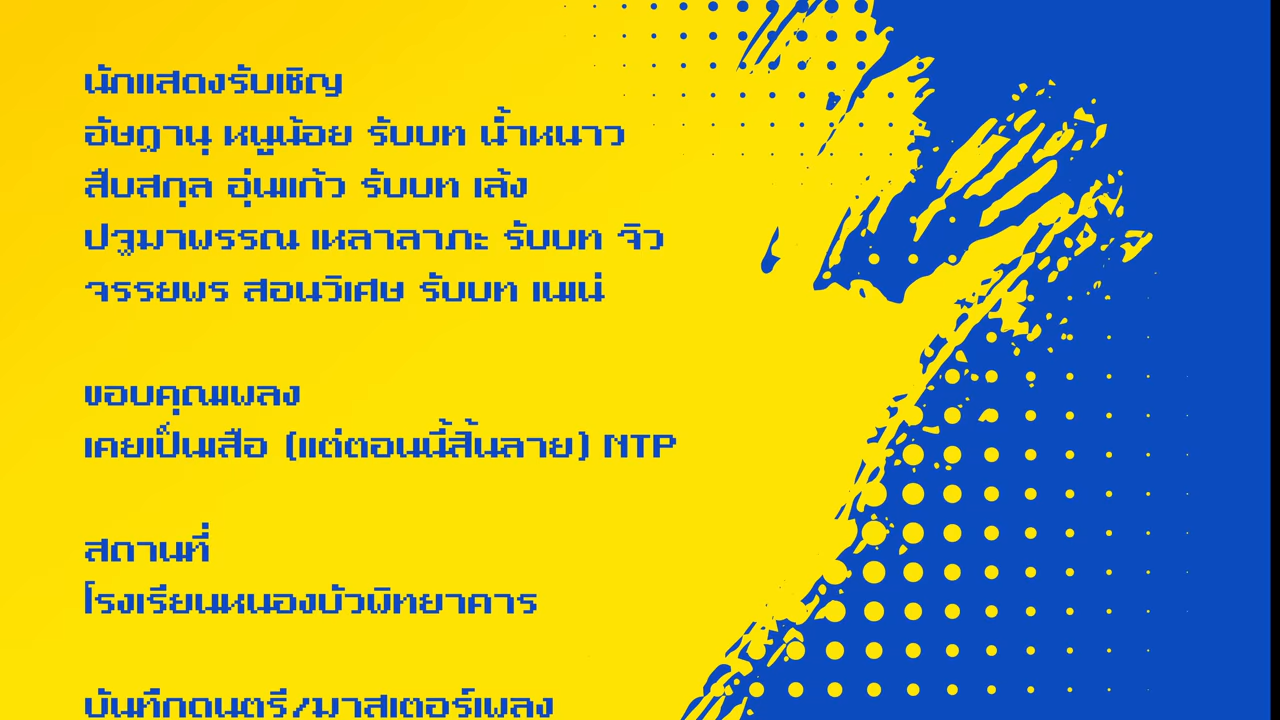 นักแสดงรับเชิญ
อัษฎานุ หนูน้อย รับบท น้ำหนาว
สืบสกุล อุ่นแก้ว รับบท เล้ง
ปฐมาพรรณ เหลาลาภะ รับบท จิว
จรรยพร สอนวิเศษ รับบท เนเน่
ขอบคุณเพลง
เคยเป็นเสือ (แต่ตอนนี้สิ้นลาย) NTP
สถานที่
โรงเรียนหนองบัวพิทยาคาร
บันทึกดนตรี/มาสเตอร์เพลง